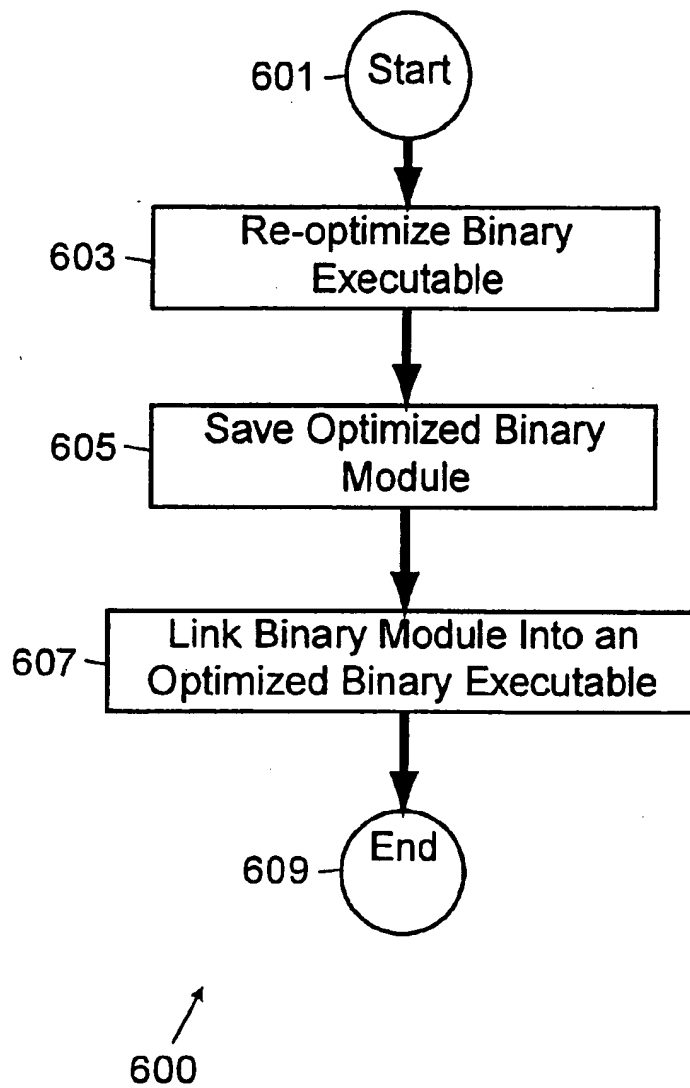 601
Start
603
Re-optimize Binary
Executable
605
Save Optimized Binary
Module
607
Link Binary Module Into an
Optimized Binary Executable
609
End
600